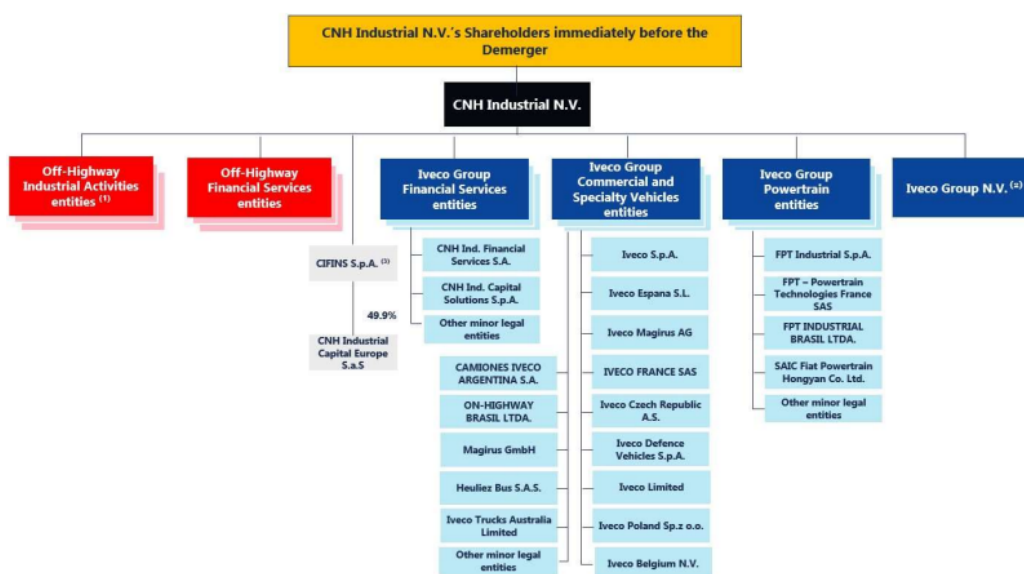 CNH Industrial N.V.'s Shareholders immediately before the
Demerger
CNH Industrial N.V.
Off-Highway
Industrial Activities
entities (1)
Off-Highway
Financial Services
entities
Iveco Group
Financial Services
entities
Iveco Group
Commercial and
Specialty Vehicles
entities
Iveco Group
Powertrain
entities
Iveco Group N.V. (2)
CIFINS S.p.A. (3)
49.9%
CNH Industrial
Capital Europe
S.a.S
CNH Ind. Financial
Services S.A.
CNH Ind. Capital
Solutions S.p.A.
Other minor legal
entities
CAMIONES IVECO
ARGENTINA S.A.
ON-HIGHWAY
BRASIL LTDA.
Magirus GmbH
Heuliez Bus S.A.S.
Iveco Trucks Australia
Limited
Other minor legal
entities
Iveco S.p.A.
Iveco Espana S.L.
Iveco Magirus AG
IVECO FRANCE SAS
Iveco Czech Republic
A.S.
Iveco Defence
Vehicles S.p.A.
Iveco Limited
Iveco Poland Sp.z o.o.
Iveco Belgium N.V.
FPT Industrial S.p.A.
FPT – Powertrain
Technologies France
SAS
FPT INDUSTRIAL
BRASIL LTDA.
SAIC Fiat Powertrain
Hongyan Co. Ltd.
Other minor legal
entities